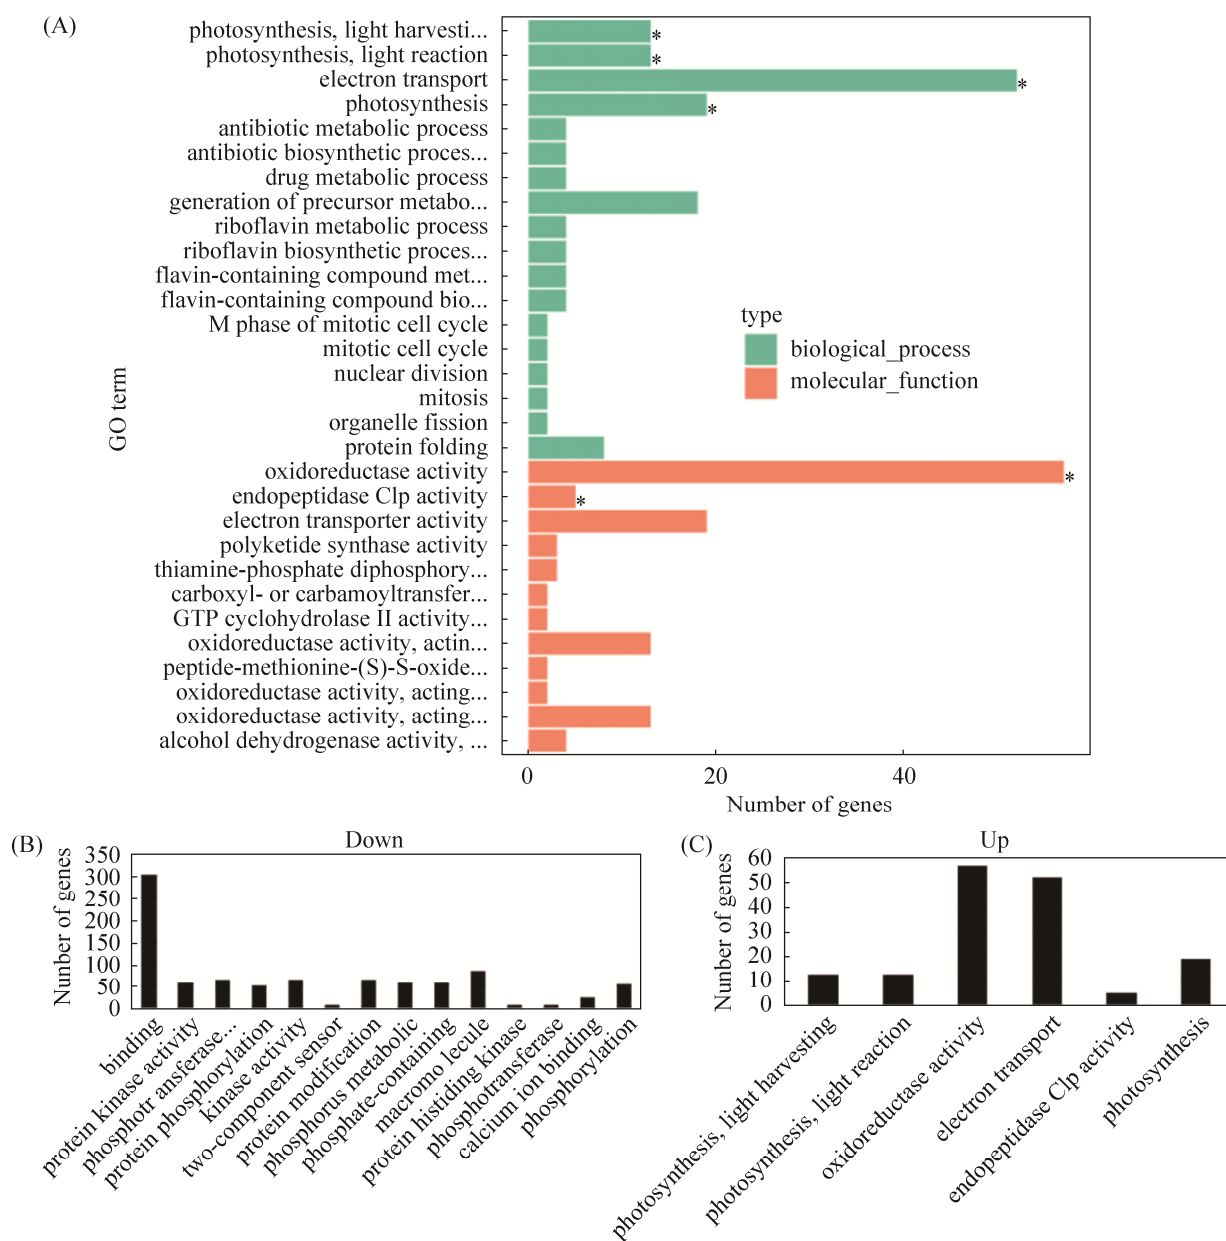 (A)
photosynthesis, light harvesti...
photosynthesis, light reaction
electron transport
photosynthesis
antibiotic metabolic process
antibiotic biosynthetic proces...
drug metabolic process
generation of precursor metabo...
riboflavin metabolic process
riboflavin biosynthetic proces...
flavin-containing compound met...
flavin-containing compound bio...
M phase of mitotic cell cycle
mitotic cell cycle
nuclear division
mitosis
organelle fission
protein folding
oxidoreductase activity
endopeptidase Clp activity
electron transporter activity
polyketide synthase activity
thiamine-phosphate diphosphory...
carboxyl- or carbamoyltransfer...
GTP cyclohydrolase II activity...
oxidoreductase activity, actin...
peptide-methionine-(S)-S-oxide...
oxidoreductase activity, acting...
oxidoreductase activity, acting...
alcohol dehydrogenase activity, ...
GO term
*
*
*
*
*
*
type
biological_process
molecular_function
0 20 40
Number of genes
(B)
Down
Nunber of genes
350
300
250
200
150
100
50
0
binding
protein kinase activity
phosphotr ansferase...
protein phosphorylation
kinase activity
two-component sensor
protein modification
phosphorus metabolic
phosphate-containing
macromo lecule
protein histiding kinase
phosphotransferase
calcium ion binding
phosphorylation
(C)
Up
Number of genes
60
50
40
30
20
10
0
photosynthesis, light harvesting
photosynthesis, light reaction
oxidoreductase activity
electron transport
endopeptidase Clp activity
photosynthesis